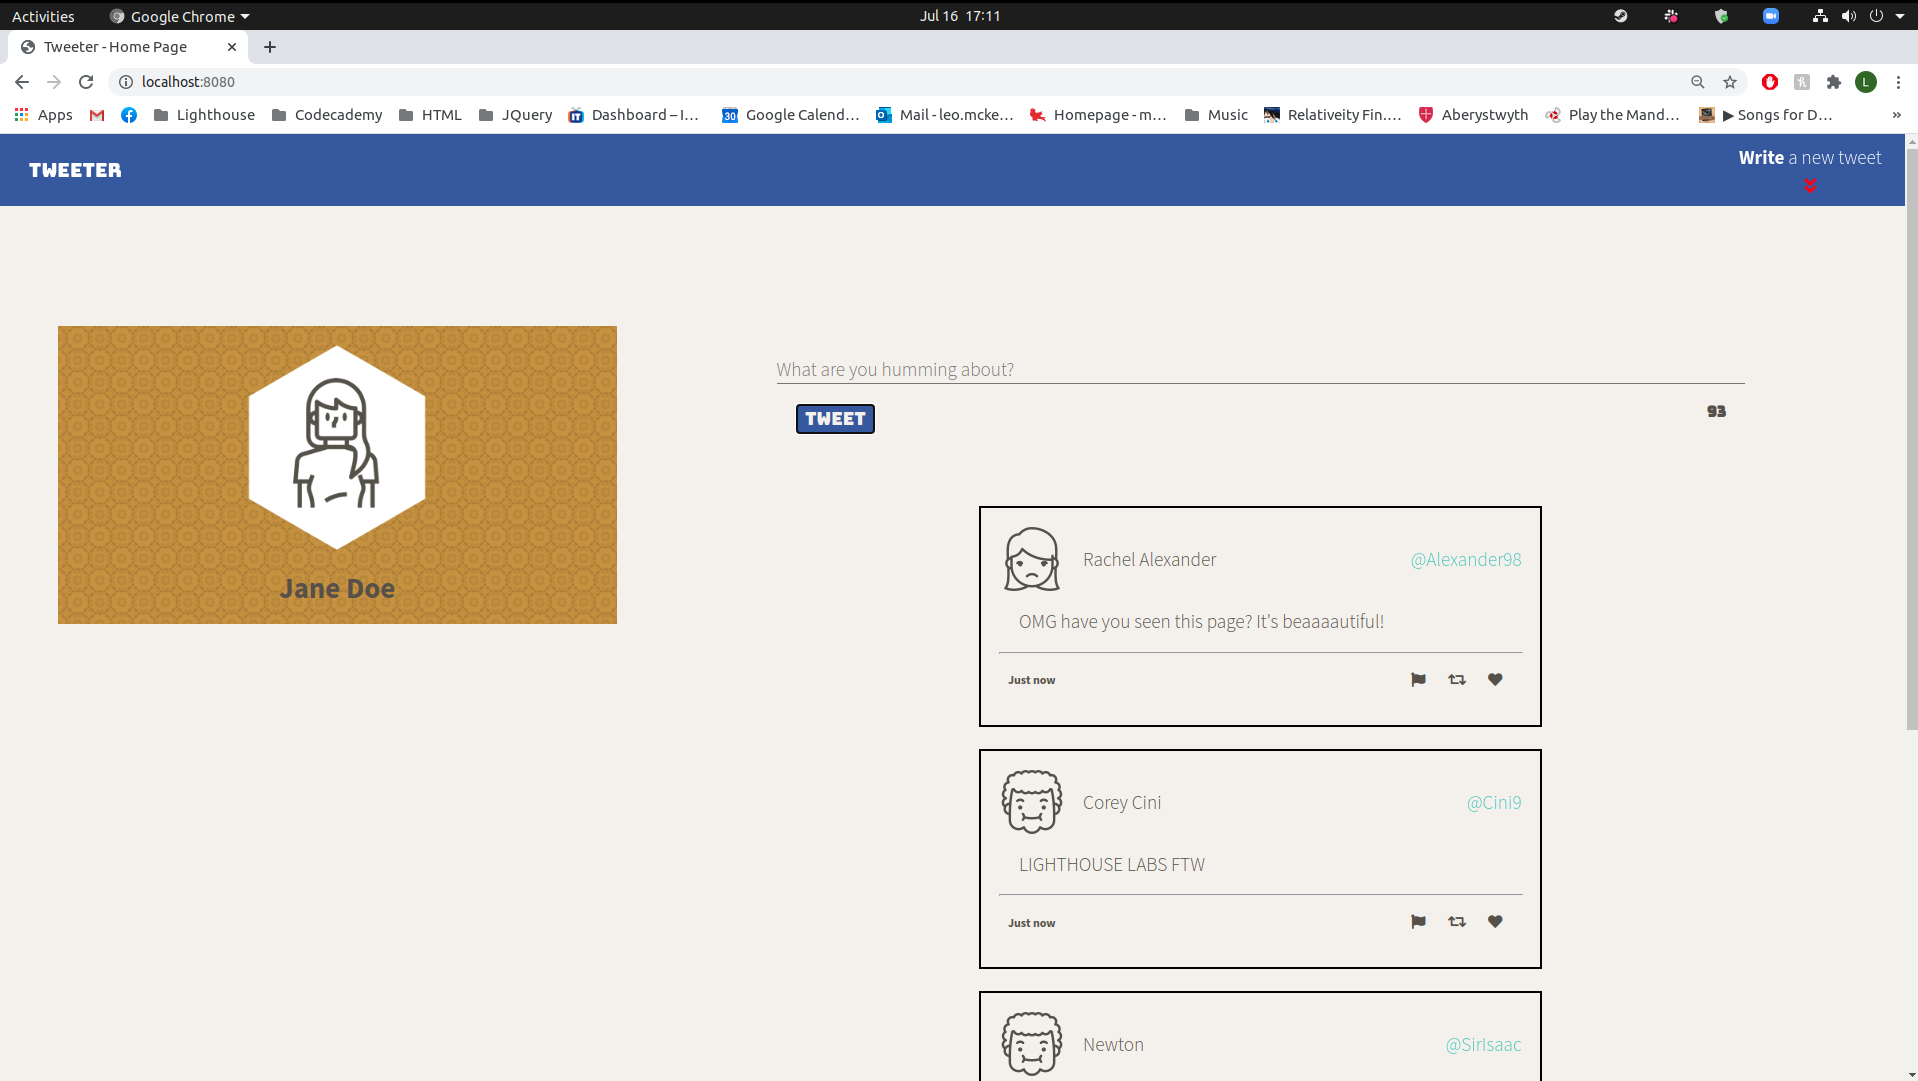 Activities Google Chrome Jul 16 17:11
Tweeter - Home Page
localhost:8080
Apps Lighthouse Codecademy HTML JQuery Dashboard – I... 30 Google Calend... Mail - leo.mcke... Homepage - m... Music Relativeity Fin.... Aberystwyth Play the Mand... ▶ Songs for D... »
TWEETER
Write a new tweet
What are you humming about?
TWEET 93
Jane Doe
Rachel Alexander @Alexander98
OMG have you seen this page? It's beaaaautiful!
Just now
Corey Cini @Cini9
LIGHTHOUSE LABS FTW
Just now
Newton @SirIsaac